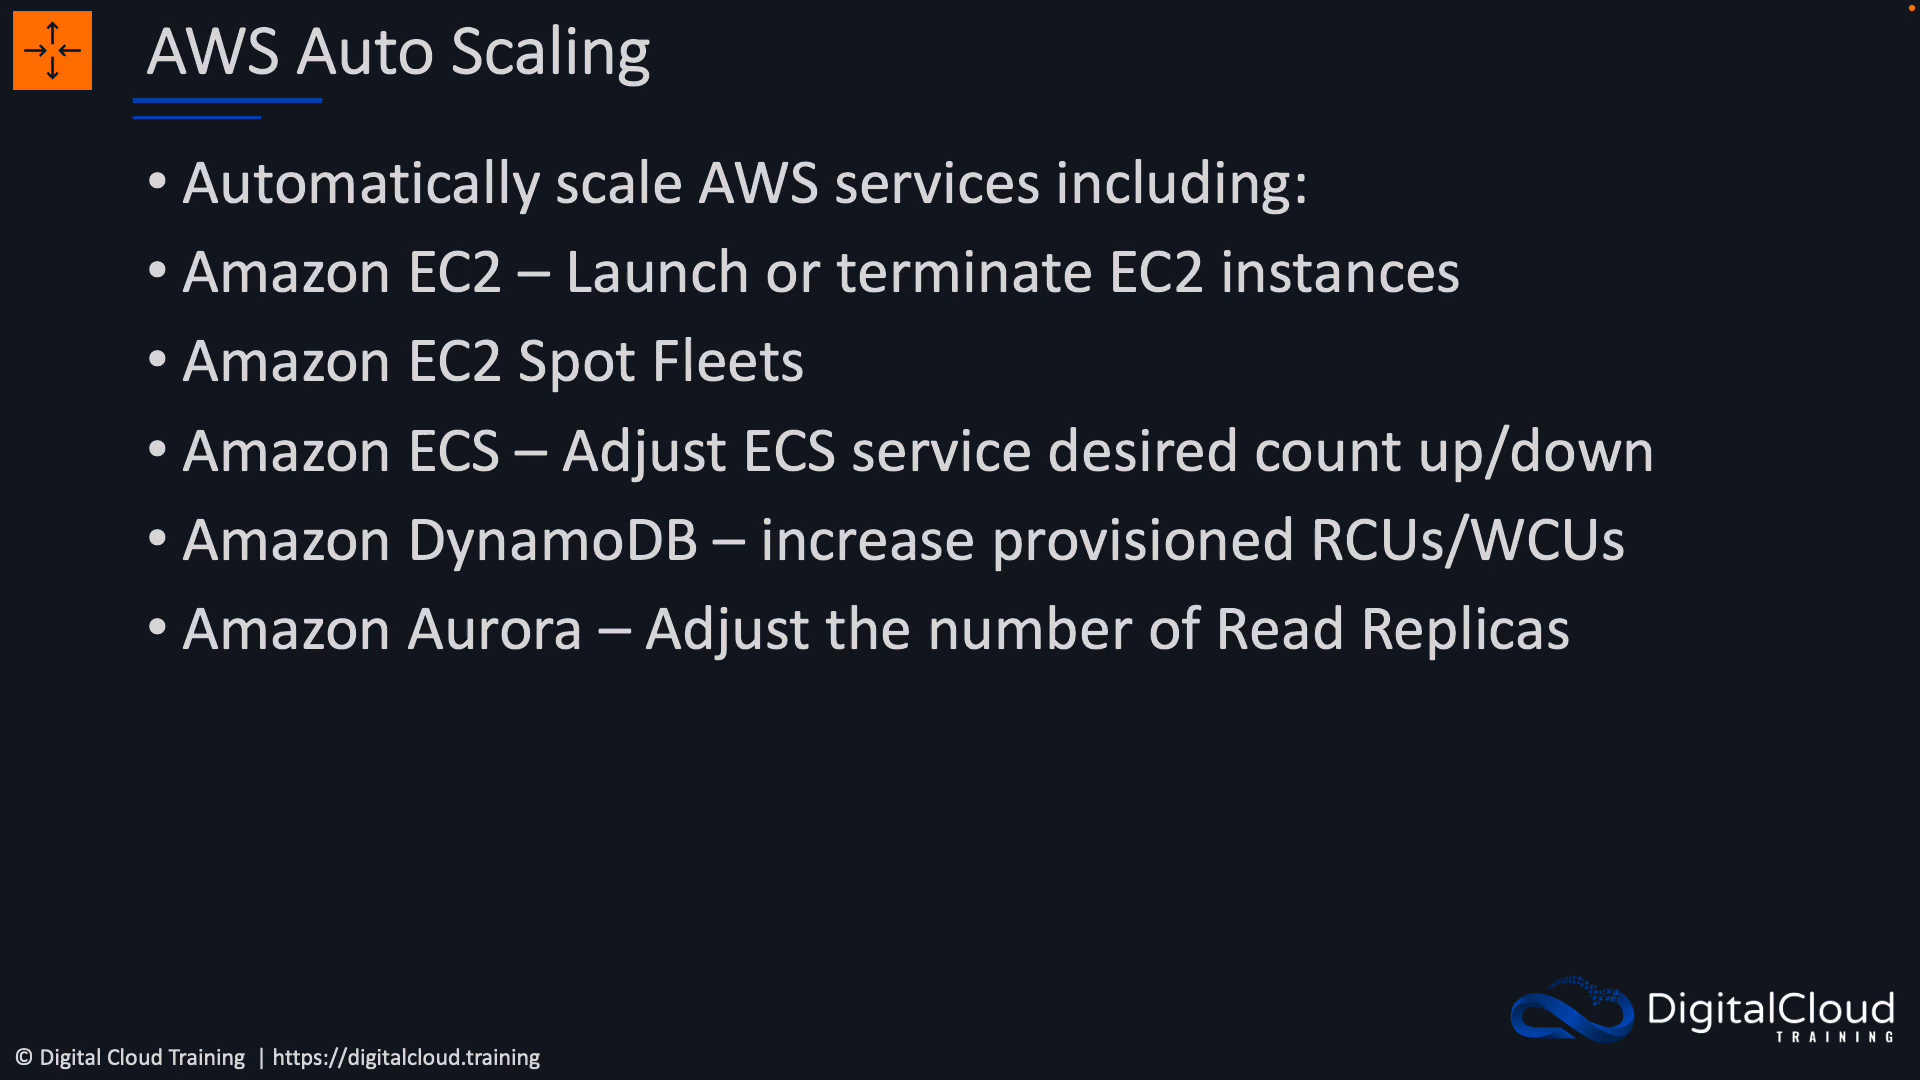 AWS Auto Scaling
• Automatically scale AWS services including:
• Amazon EC2 – Launch or terminate EC2 instances
• Amazon EC2 Spot Fleets
• Amazon ECS – Adjust ECS service desired count up/down
• Amazon DynamoDB – increase provisioned RCUs/WCUs
• Amazon Aurora – Adjust the number of Read Replicas
DigitalCloud
TRAINING
© Digital Cloud Training | https://digitalcloud.training